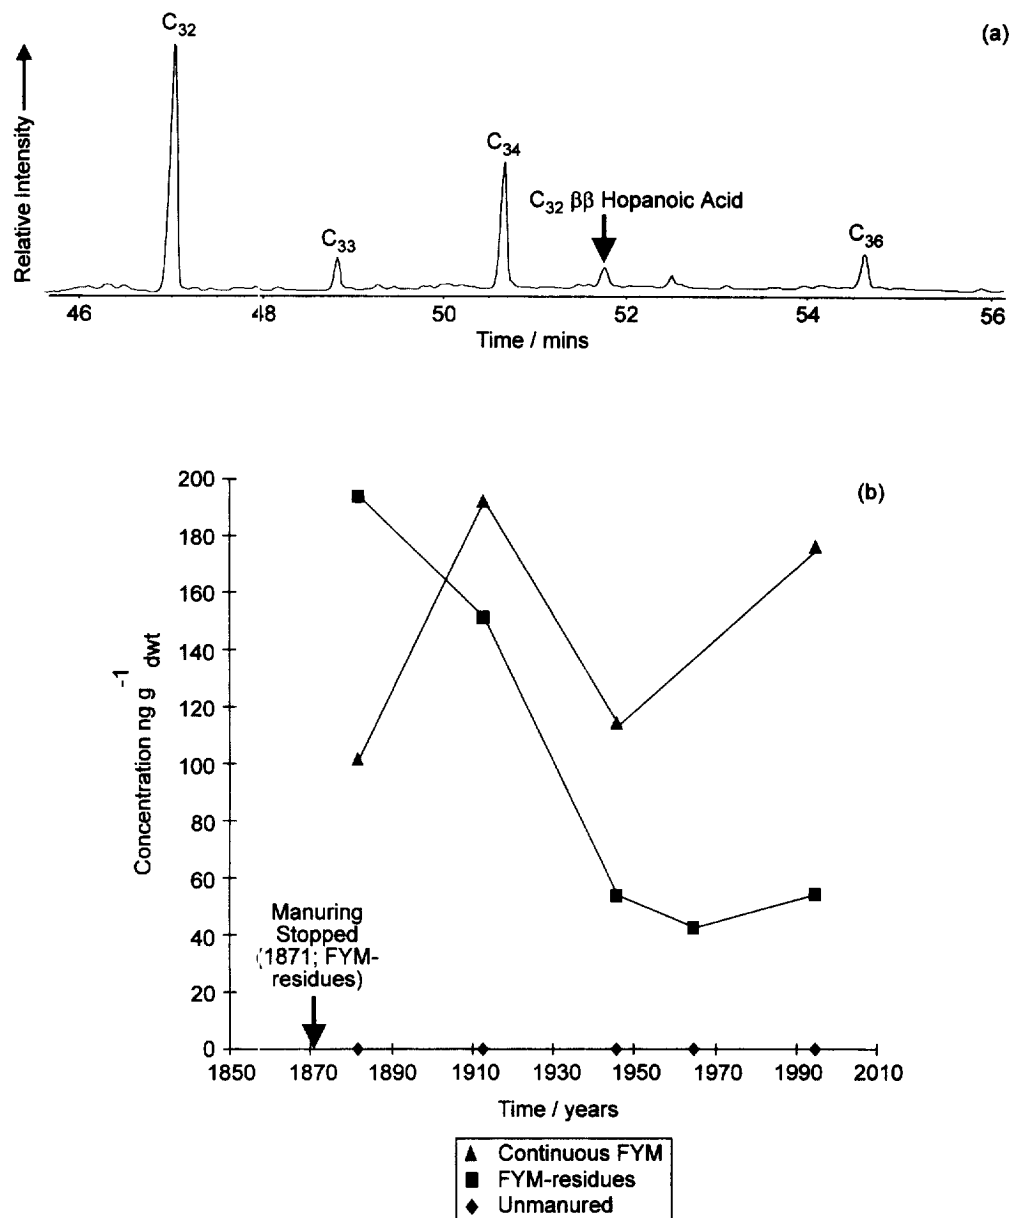 (a)
C32
C33
C34
C32 ββ Hopanoic Acid
C36
Relative Intensity
46 48 50 52 54 56
Time / mins
(b)
200
180
160
140
120
100
80
60
40
20
0
Concentration ng g-1 dwt
Manuring
Stopped
(1871; FYM-
residues)
1850 1870 1890 1910 1930 1950 1970 1990 2010
Time / years
Continuous FYM
FYM-residues
Unmanured